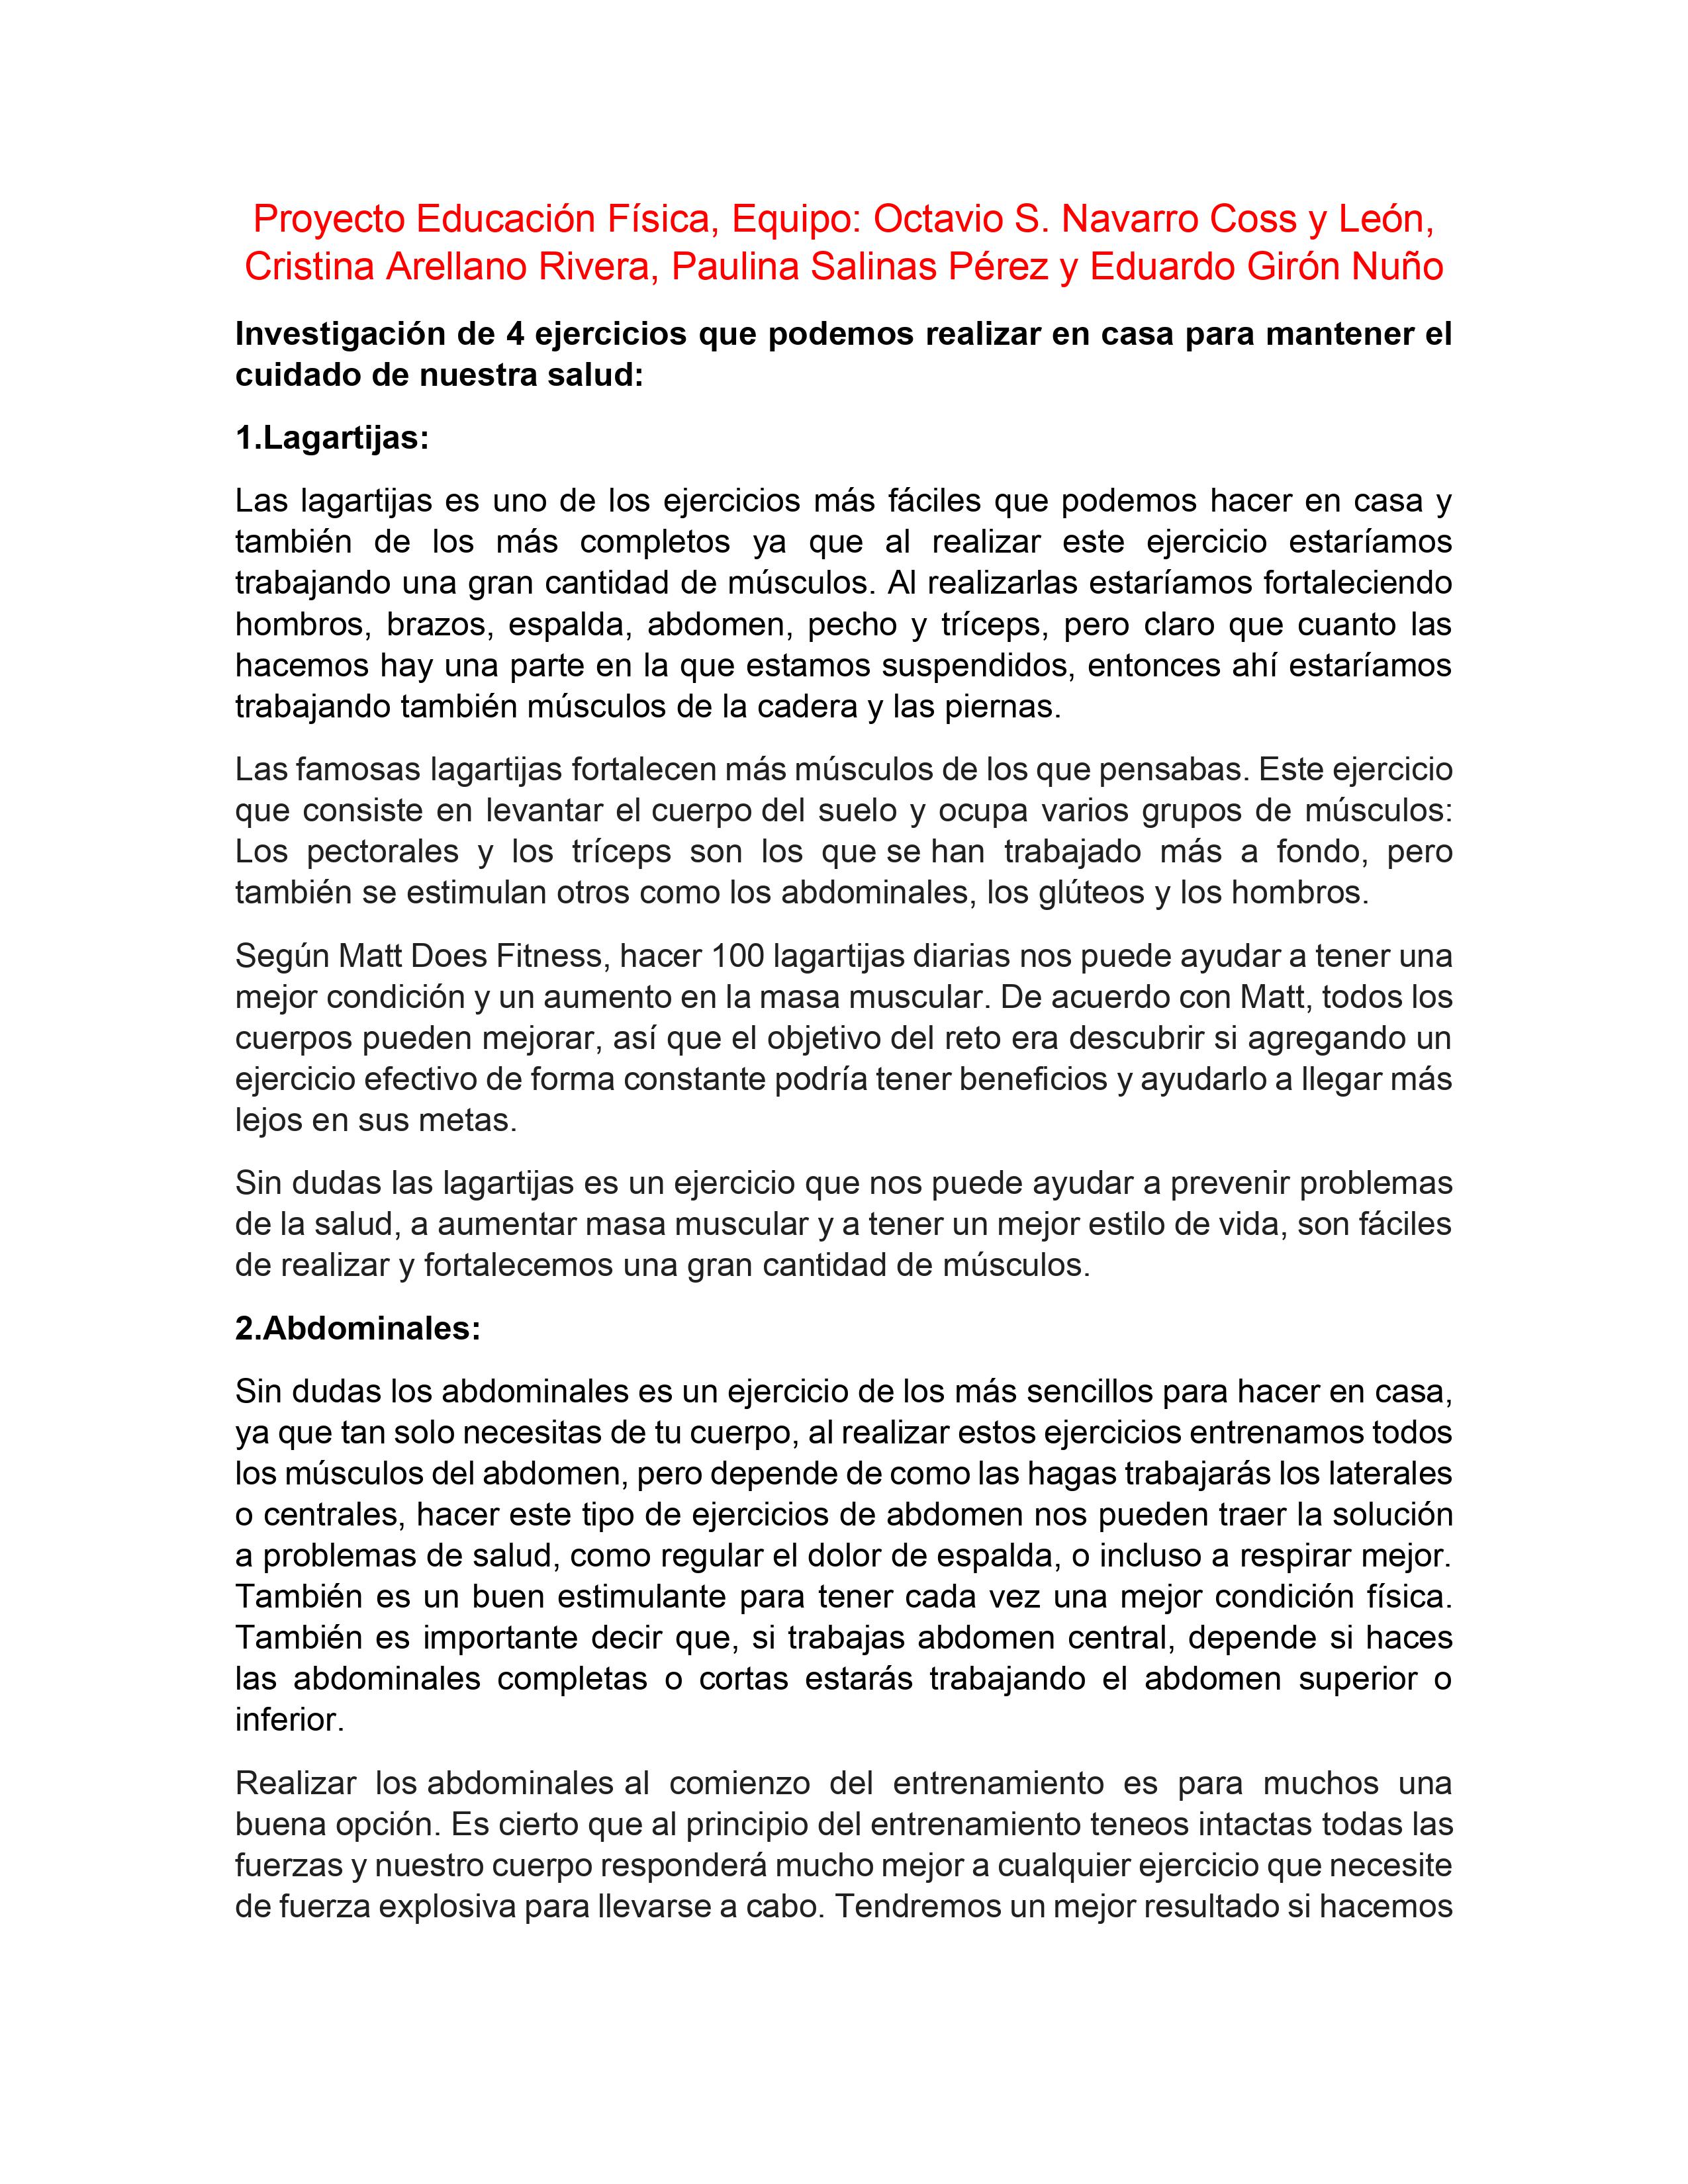 Proyecto Educación Física, Equipo: Octavio S. Navarro Coss y León,
Cristina Arellano Rivera, Paulina Salinas Pérez y Eduardo Girón Nuño
Investigación de 4 ejercicios que podemos realizar en casa para mantener el
cuidado de nuestra salud:
1.Lagartijas:
Las lagartijas es uno de los ejercicios más fáciles que podemos hacer en casa y
también de los más completos ya que al realizar este ejercicio estaríamos
trabajando una gran cantidad de músculos. Al realizarlas estaríamos fortaleciendo
hombros, brazos, espalda, abdomen, pecho y tríceps, pero claro que cuanto las
hacemos hay una parte en la que estamos suspendidos, entonces ahí estaríamos
trabajando también músculos de la cadera y las piernas.
Las famosas lagartijas fortalecen más músculos de los que pensabas. Este ejercicio
que consiste en levantar el cuerpo del suelo y ocupa varios grupos de músculos:
Los pectorales y los tríceps son los que se han trabajado más a fondo, pero
también se estimulan otros como los abdominales, los glúteos y los hombros.
Según Matt Does Fitness, hacer 100 lagartijas diarias nos puede ayudar a tener una
mejor condición y un aumento en la masa muscular. De acuerdo con Matt, todos los
cuerpos pueden mejorar, así que el objetivo del reto era descubrir si agregando un
ejercicio efectivo de forma constante podría tener beneficios y ayudarlo a llegar más
lejos en sus metas.
Sin dudas las lagartijas es un ejercicio que nos puede ayudar a prevenir problemas
de la salud, a aumentar masa muscular y a tener un mejor estilo de vida, son fáciles
de realizar y fortalecemos una gran cantidad de músculos.
2.Abdominales:
Sin dudas los abdominales es un ejercicio de los más sencillos para hacer en casa,
ya que tan solo necesitas de tu cuerpo, al realizar estos ejercicios entrenamos todos
los músculos del abdomen, pero depende de como las hagas trabajarás los laterales
o centrales, hacer este tipo de ejercicios de abdomen nos pueden traer la solución
a problemas de salud, como regular el dolor de espalda, o incluso a respirar mejor.
También es un buen estimulante para tener cada vez una mejor condición física.
También es importante decir que, si trabajas abdomen central, depende si haces
las abdominales completas o cortas estarás trabajando el abdomen superior o
inferior.
Realizar los abdominales al comienzo del entrenamiento es para muchos una
buena opción. Es cierto que al principio del entrenamiento teneos intactas todas las
fuerzas y nuestro cuerpo responderá mucho mejor a cualquier ejercicio que necesite
de fuerza explosiva para llevarse a cabo. Tendremos un mejor resultado si hacemos